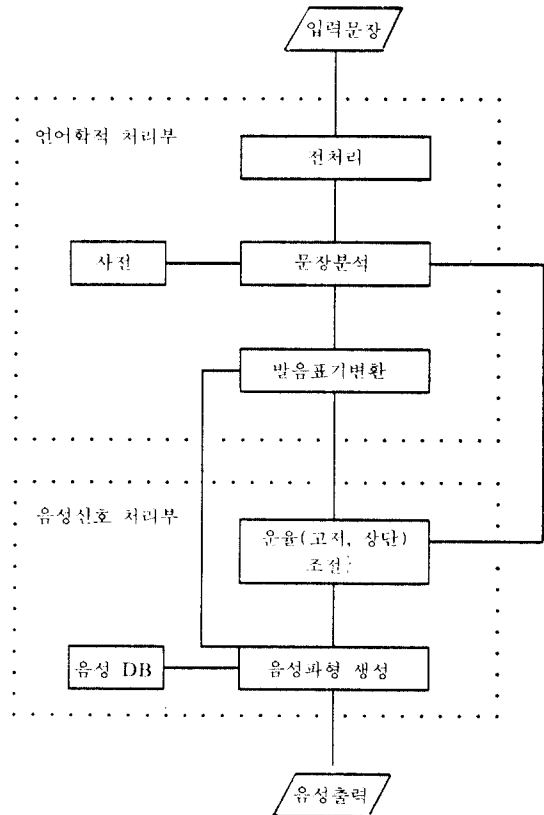 입력문장
언어학적 처리부
전처리
사전
문장분석
발음표기변환
음성신호 처리부
운율(고저, 장단)
조절
음성 DB
음성파형 생성
음성출력